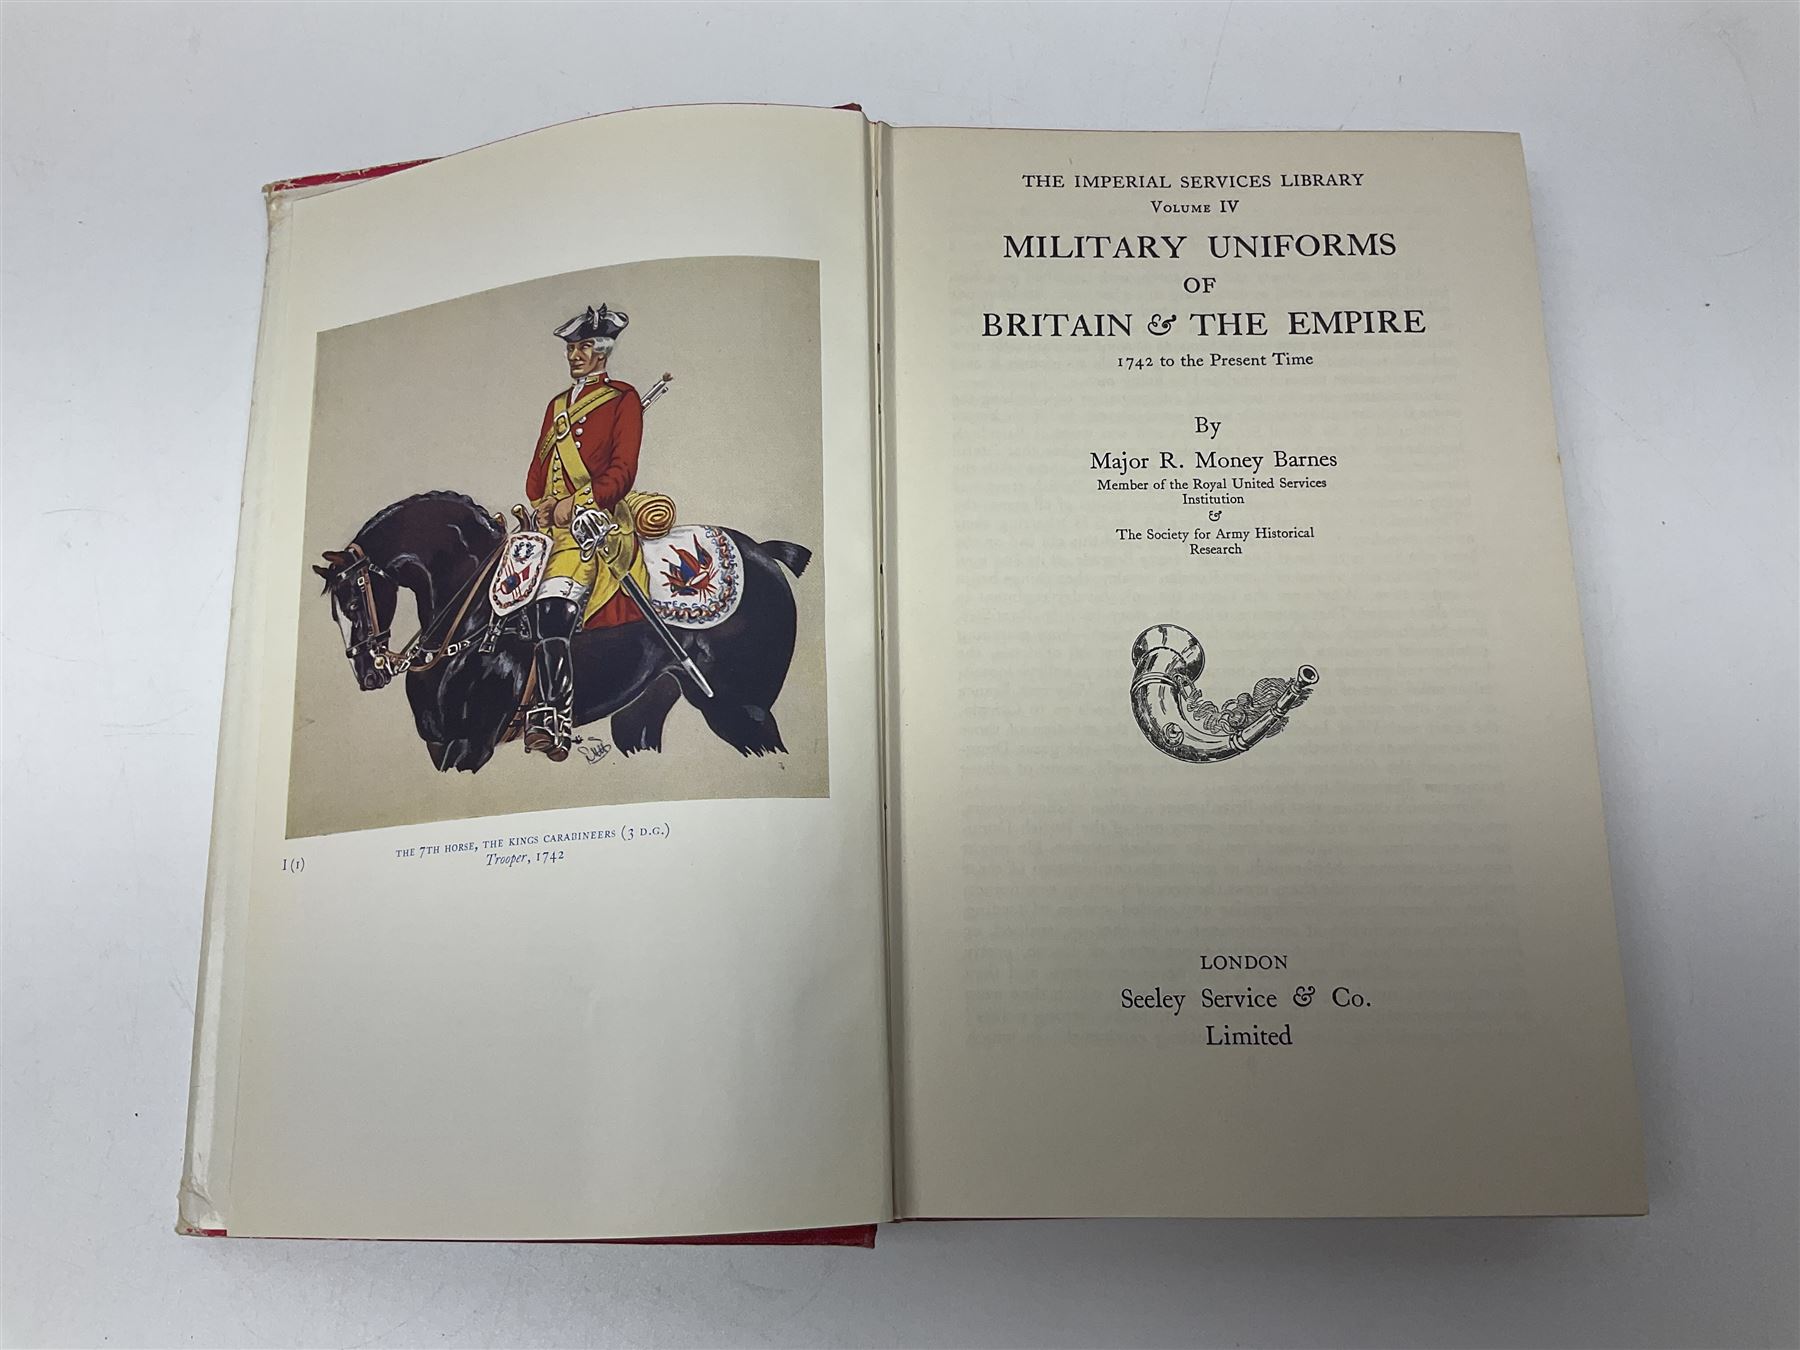 THE 7TH HORSE, THE KINGS CARABINEERS (3 D.G.)
Trooper, 1742
I (1)
THE IMPERIAL SERVICES LIBRARY
VOLUME IV
MILITARY UNIFORMS
OF
BRITAIN & THE EMPIRE
1742 to the Present Time
By
Major R. Money Barnes
Member of the Royal United Services
Institution
&
The Society for Army Historical
Research
LONDON
Seeley Service & Co.
Limited